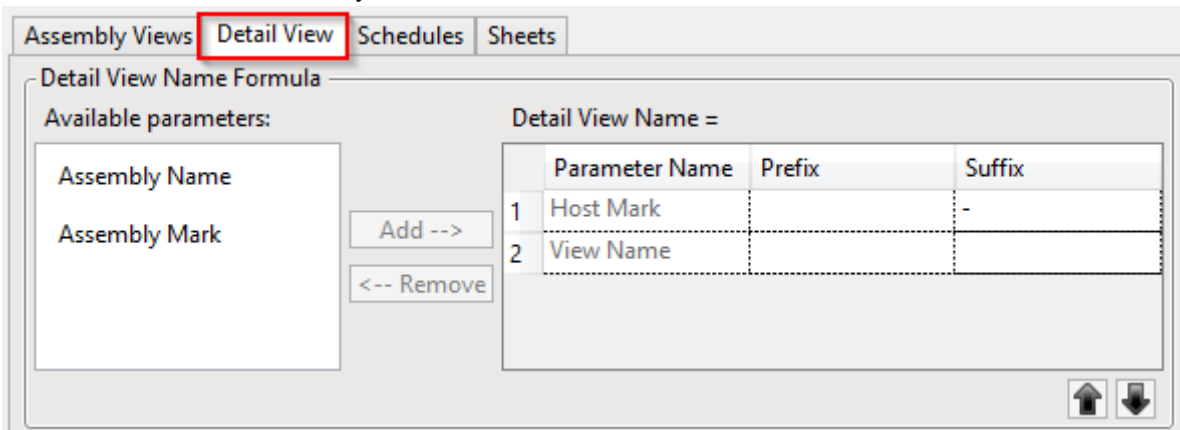 Assembly Views Detail View Schedules Sheets
Detail View Name Formula
Available parameters: Detail View Name =
Parameter Name Prefix Suffix
Assembly Name
1 Host Mark -
Assembly Mark
Add -->
2 View Name
<-- Remove